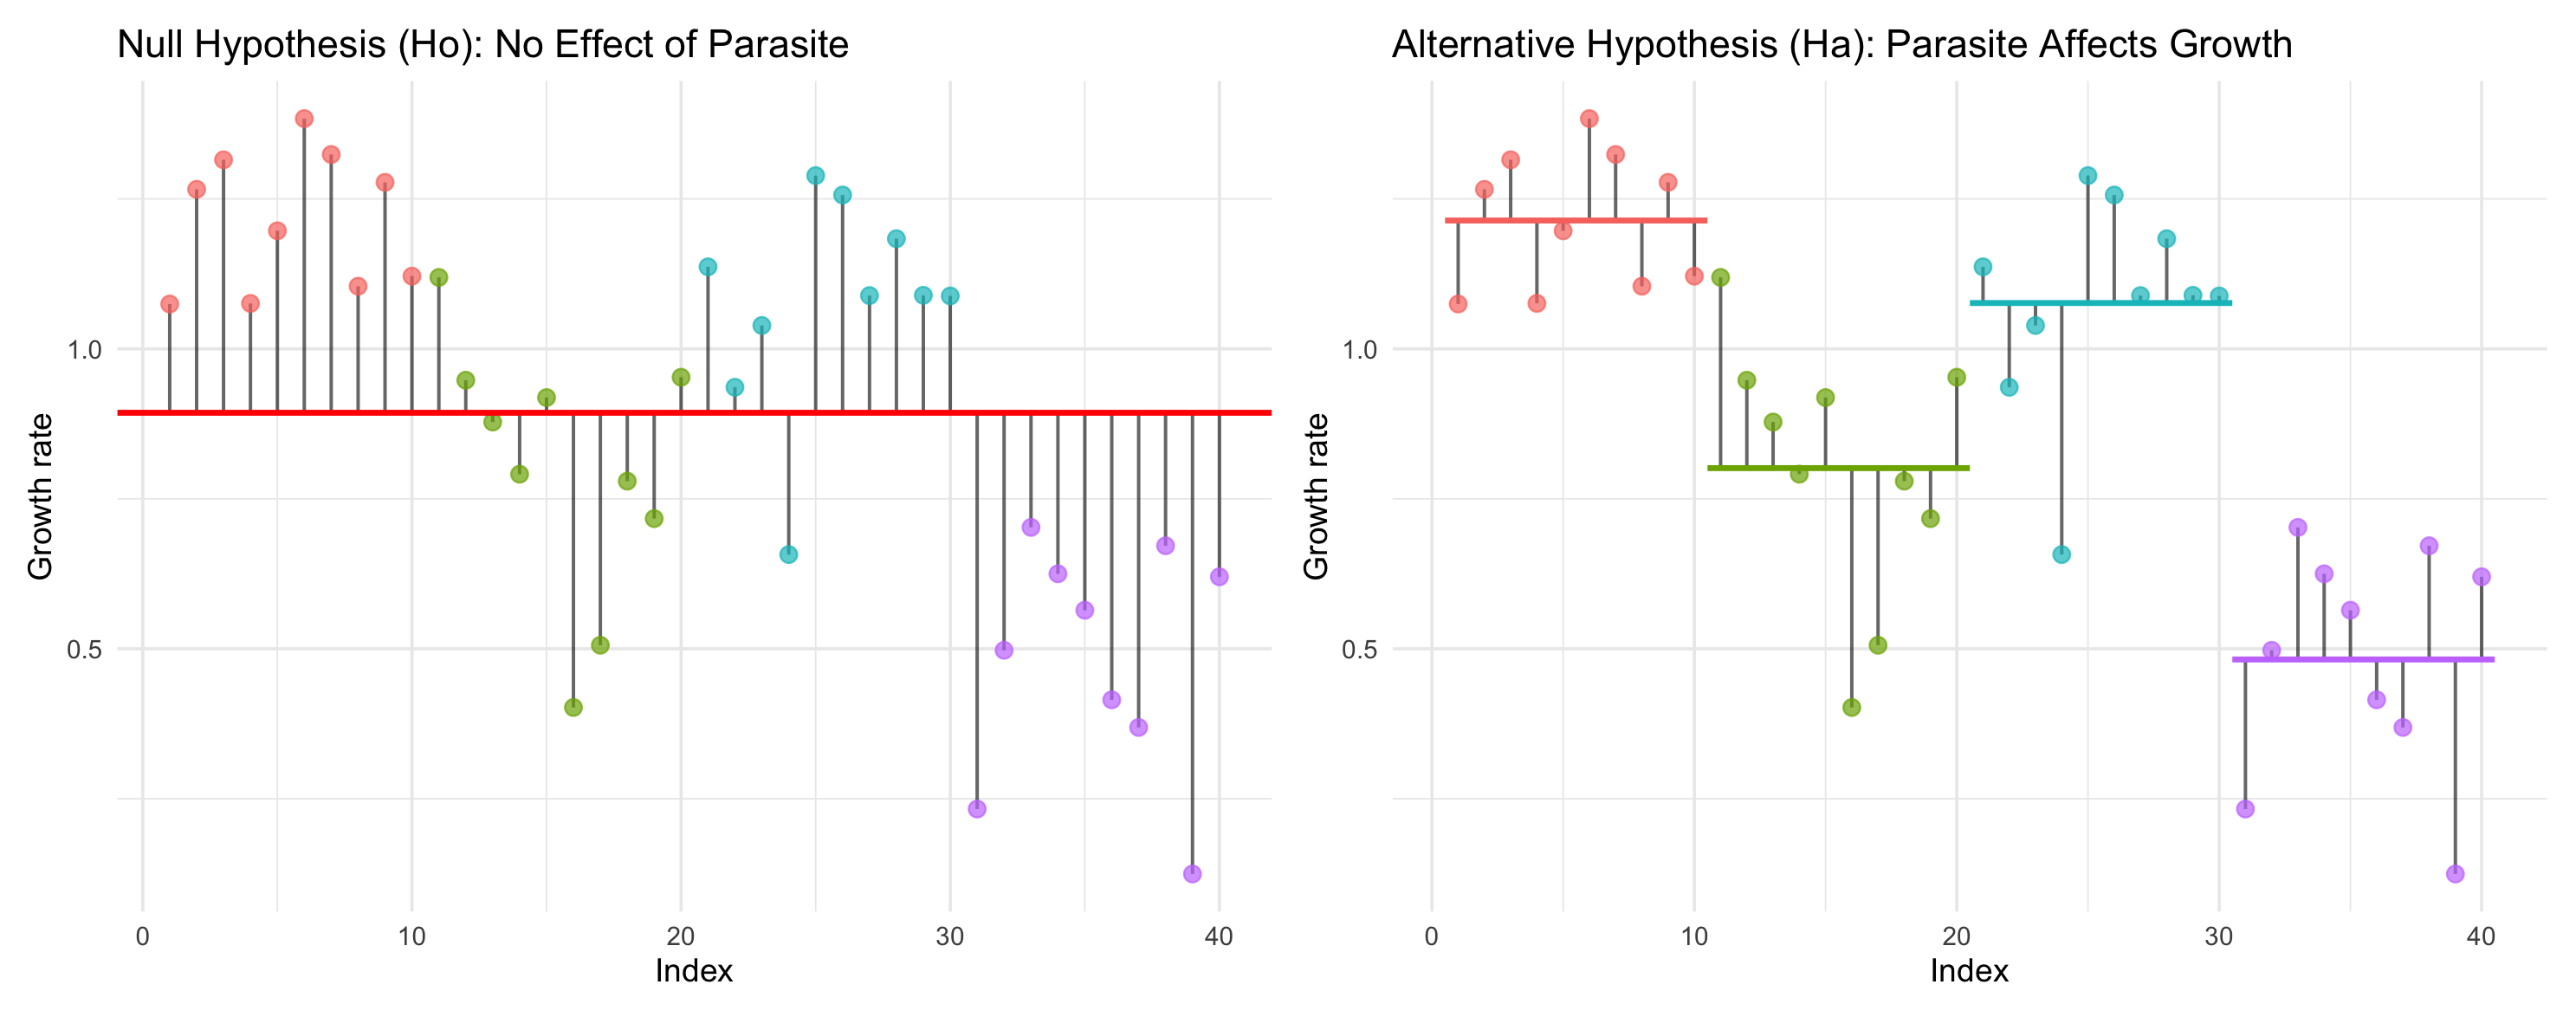 Null Hypothesis (Ho): No Effect of Parasite
Growth rate
1.0
0.5
0 10 20 30 40
Index
Alternative Hypothesis (Ha): Parasite Affects Growth
Growth rate
1.0
0.5
0 10 20 30 40
Index